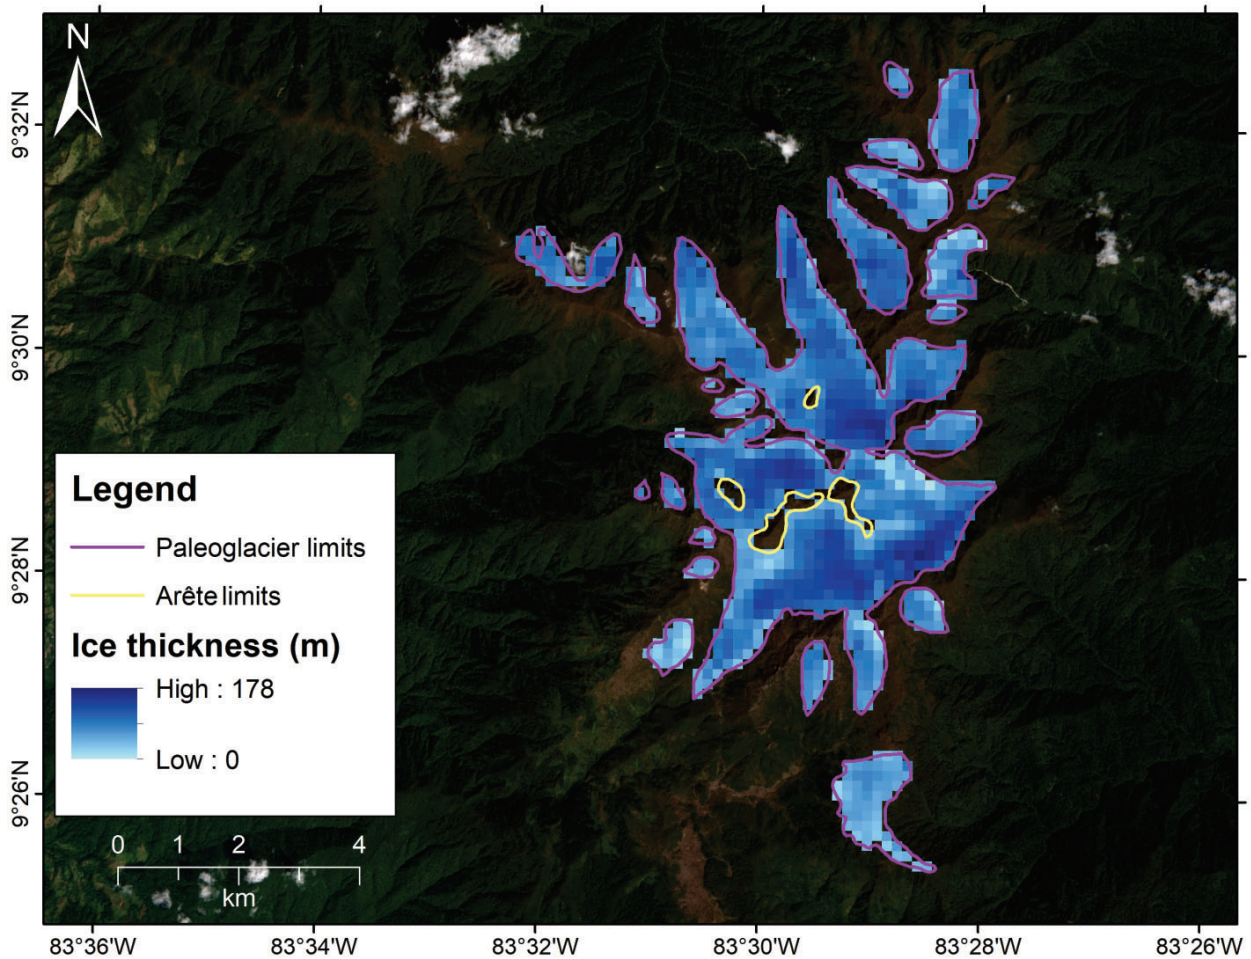 N
9°32'N
9°30'N
9°28'N
9°26'N
Legend
Paleoglacier limits
Arête limits
Ice thickness (m)
High : 178
Low : 0
0 1 2 4
km
83°36'W 83°34'W 83°32'W 83°30'W 83°28'W 83°26'W